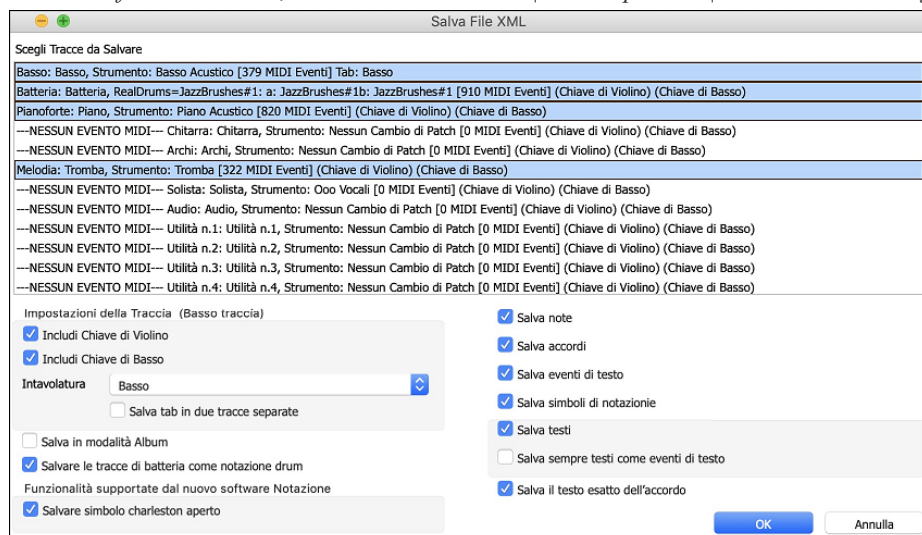 Salva File XML
Scegli Tracce da Salvare
Basso: Basso, Strumento: Basso Acustico [379 MIDI Eventi] Tab: Basso
Batteria: Batteria, RealDrums=JazzBrushes#1: a: JazzBrushes#1b: JazzBrushes#1 [910 MIDI Eventi] (Chiave di Violino) (Chiave di Basso)
Pianoforte: Piano, Strumento: Piano Acustico [820 MIDI Eventi] (Chiave di Violino) (Chiave di Basso)
---NESSUN EVENTO MIDI--- Chitarra: Chitarra, Strumento: Nessun Cambio di Patch [0 MIDI Eventi] (Chiave di Violino) (Chiave di Basso)
---NESSUN EVENTO MIDI--- Archi: Archi, Strumento: Nessun Cambio di Patch [0 MIDI Eventi] (Chiave di Violino) (Chiave di Basso)
Melodia: Tromba, Strumento: Tromba [322 MIDI Eventi] (Chiave di Violino) (Chiave di Basso)
---NESSUN EVENTO MIDI--- Solista: Solista, Strumento: Ooo Vocali [0 MIDI Eventi] (Chiave di Violino) (Chiave di Basso)
---NESSUN EVENTO MIDI--- Audio: Audio, Strumento: Nessun Cambio di Patch [0 MIDI Eventi] (Chiave di Violino) (Chiave di Basso)
---NESSUN EVENTO MIDI--- Utilità n.1: Utilità n.1, Strumento: Nessun Cambio di Patch [0 MIDI Eventi] (Chiave di Violino) (Chiave di Basso)
---NESSUN EVENTO MIDI--- Utilità n.2: Utilità n.2, Strumento: Nessun Cambio di Patch [0 MIDI Eventi] (Chiave di Violino) (Chiave di Basso)
---NESSUN EVENTO MIDI--- Utilità n.3: Utilità n.3, Strumento: Nessun Cambio di Patch [0 MIDI Eventi] (Chiave di Violino) (Chiave di Basso)
---NESSUN EVENTO MIDI--- Utilità n.4: Utilità n.4, Strumento: Nessun Cambio di Patch [0 MIDI Eventi] (Chiave di Violino) (Chiave di Basso)
Impostazioni della Traccia (Basso traccia)
Includi Chiave di Violino
Includi Chiave di Basso
Intavolatura Basso
Salva tab in due tracce separate
Salva in modalità Album
Salvare le tracce di batteria come notazione drum
Funzionalità supportate dal nuovo software Notazione
Salvare simbolo charleston aperto
Salva note
Salva accordi
Salva eventi di testo
Salva simboli di notazionie
Salva testi
Salva sempre testi come eventi di testo
Salva il testo esatto dell'accordo
OK
Annulla